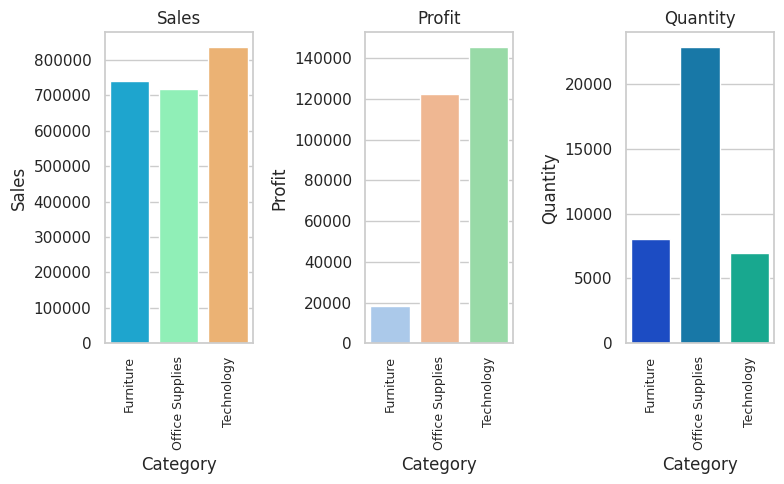 Sales
Sales
800000
700000
600000
500000
400000
300000
200000
100000
0
Furniture
Office Supplies
Technology
Category
Profit
Profit
140000
120000
100000
80000
60000
40000
20000
0
Furniture
Office Supplies
Technology
Category
Quantity
Quantity
20000
15000
10000
5000
0
Furniture
Office Supplies
Technology
Category